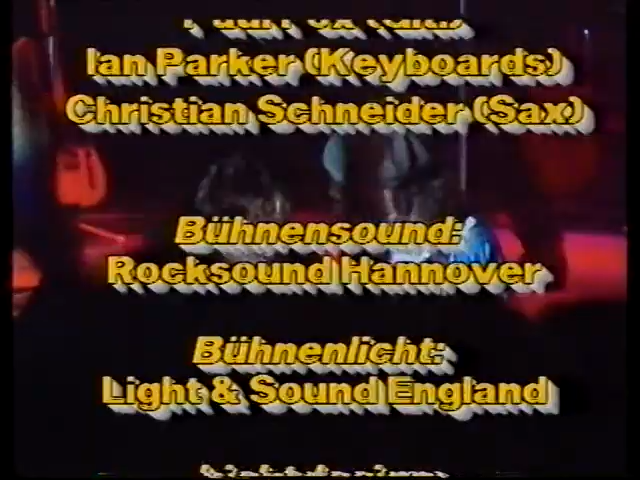 Ian Parker (Keyboards)
Christian Schneider (Sax)
Bühnensound:
Rocksound Hannover
Bühnenlicht:
Light & Sound England